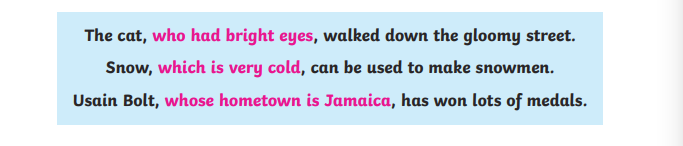 The cat, who had bright eyes, walked down the gloomy street.
Snow, which is very cold, can be used to make snowmen.
Usain Bolt, whose hometown is Jamaica, has won lots of medals.